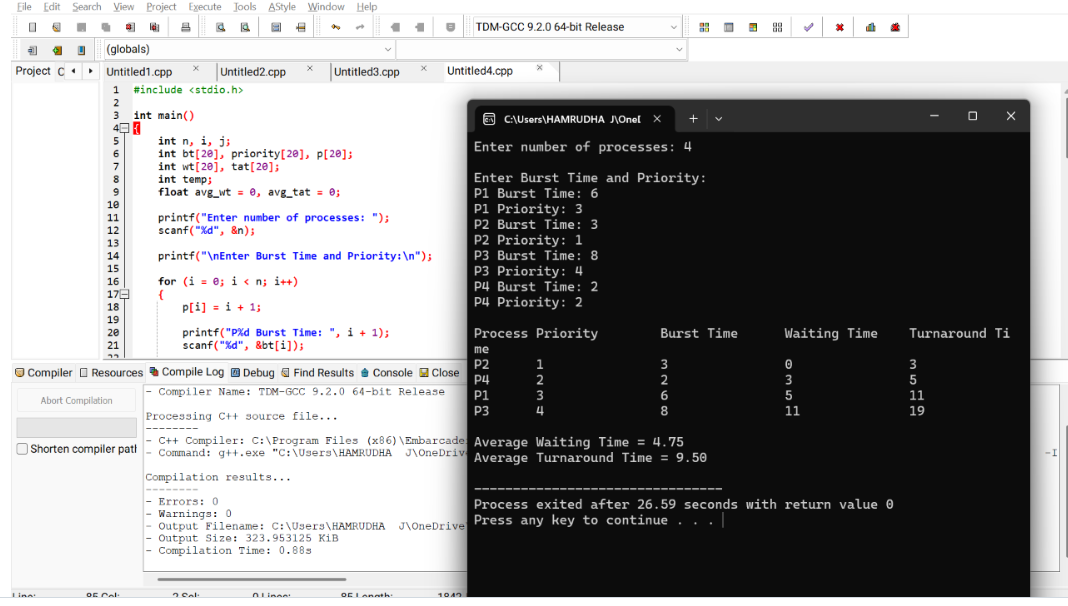 File Edit Search View Project Execute Tools AStyle Window Help
TDM-GCC 9.2.0 64-bit Release
(globals)
Project C Untitled1.cpp Untitled2.cpp Untitled3.cpp Untitled4.cpp
1 #include <stdio.h>
2
3 int main()
4 {
5 int n, i, j;
6 int bt[20], priority[20], p[20];
7 int wt[20], tat[20];
8 int temp;
9 float avg_wt = 0, avg_tat = 0;
10
11 printf("Enter number of processes: ");
12 scanf("%d", &n);
13
14 printf("\nEnter Burst Time and Priority:\n");
15
16 for (i = 0; i < n; i++)
17 {
18 p[i] = i + 1;
19
20 printf("P%d Burst Time: ", i + 1);
21 scanf("%d", &bt[i]);
22
Compiler Resources Compile Log Debug Find Results Console Close
Abort Compilation
Shorten compiler path
- Compiler Name: TDM-GCC 9.2.0 64-bit Release
Processing C++ source file...
--------
- C++ Compiler: C:\Program Files (x86)\Embarcade
- Command: g++.exe "C:\Users\HAMRUDHA J\OneDrive
-I
Compilation results...
--------
- Errors: 0
- Warnings: 0
- Output Filename: C:\Users\HAMRUDHA J\OneDrive
- Output Size: 323.953125 KiB
- Compilation Time: 0.88s
C:\Users\HAMRUDHA J\One
Enter number of processes: 4
Enter Burst Time and Priority:
P1 Burst Time: 6
P1 Priority: 3
P2 Burst Time: 3
P2 Priority: 1
P3 Burst Time: 8
P3 Priority: 4
P4 Burst Time: 2
P4 Priority: 2
Process Priority Burst Time Waiting Time Turnaround Ti
me
P2 1 3 0 3
P4 2 2 3 5
P1 3 6 5 11
P3 4 8 11 19
Average Waiting Time = 4.75
Average Turnaround Time = 9.50
--------------------------------
Process exited after 26.59 seconds with return value 0
Press any key to continue . . .